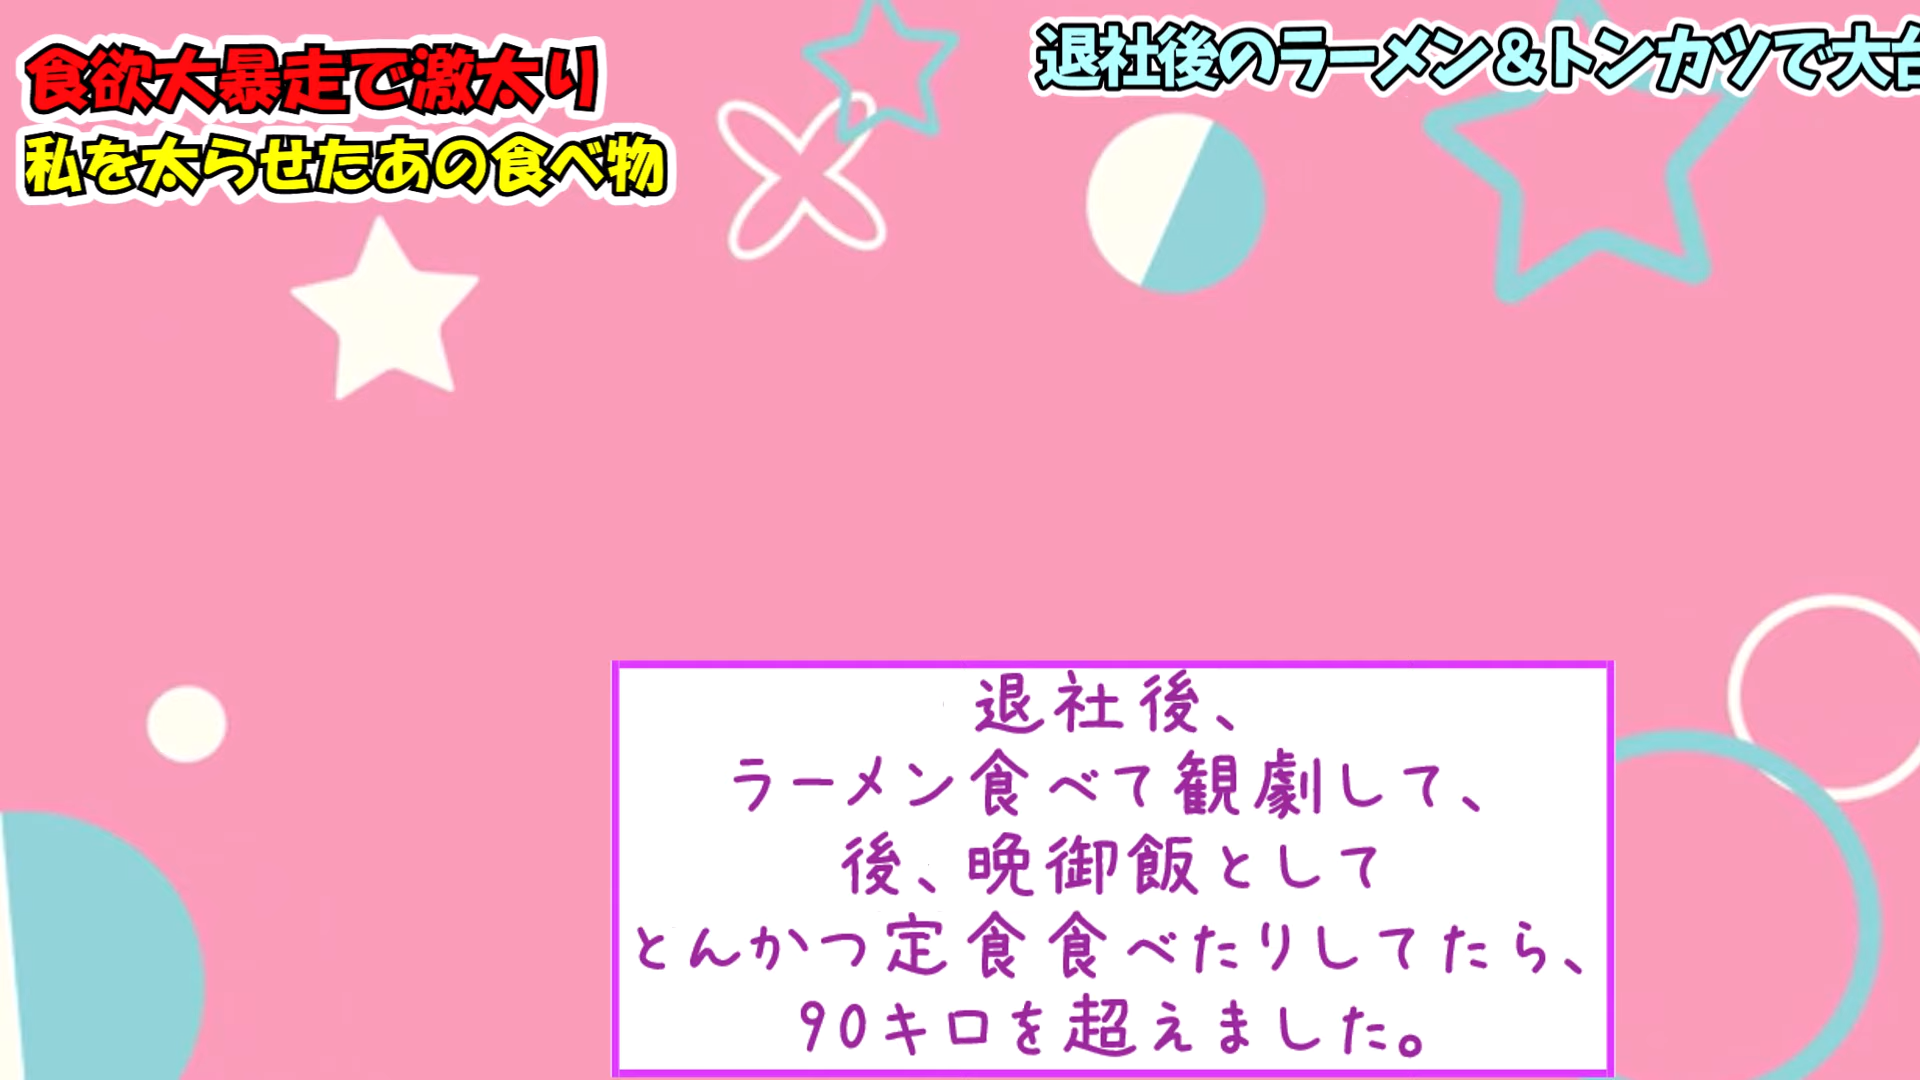 食欲大暴走で激太り
私を太らせたあの食べ物
退社後のラーメン&トンカツで大台
退社後、
ラーメン食べて観劇して、
後、晩御飯として
とんかつ定食食べたりしてたら、
90キロを超えました。